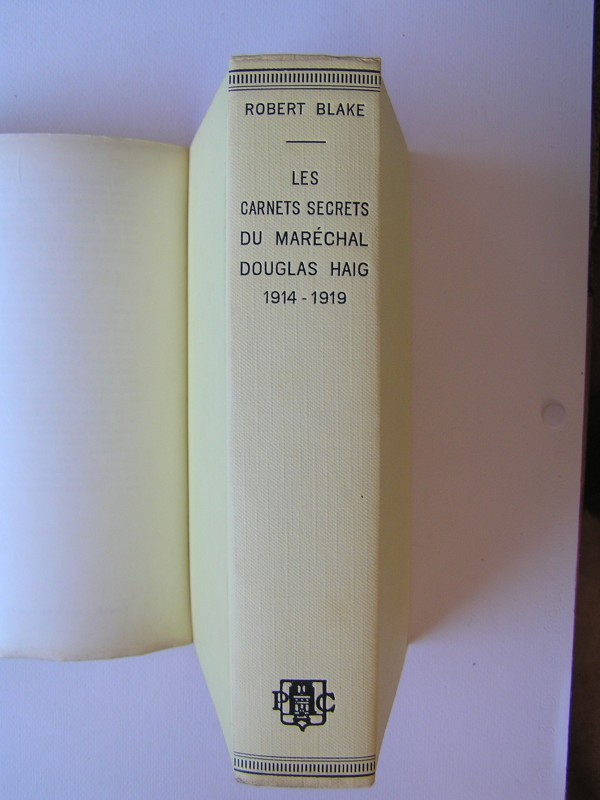 ROBERT BLAKE
LES
CARNETS SECRETS
DU MARÉCHAL
DOUGLAS HAIG
1914 - 1919
P C